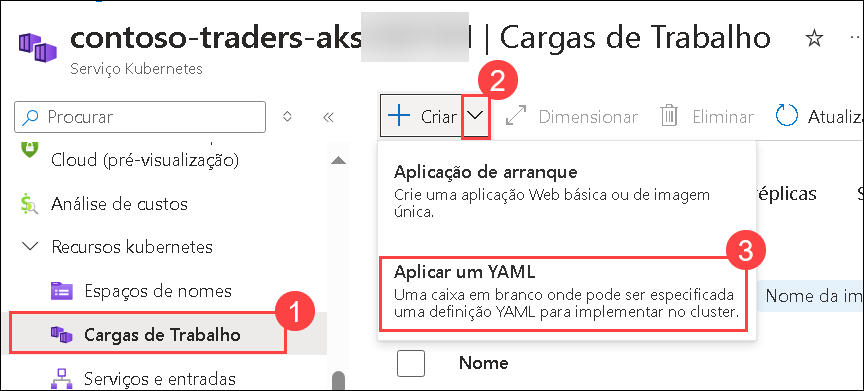 contoso-traders-aks | Cargas de Trabalho
Serviço Kubernetes
2
Procurar
Criar
Dimensionar
Eliminar
Atualiza
Cloud (pré-visualização)
Análise de custos
Recursos kubernetes
Espaços de nomes
1
Cargas de Trabalho
Serviços e entradas
Aplicação de arranque
Crie uma aplicação Web básica ou de imagem
única.
éplicas
S
3
Aplicar um YAML
Uma caixa em branco onde pode ser especificada
uma definição YAML para implementar no cluster.
Nome da im
Nome